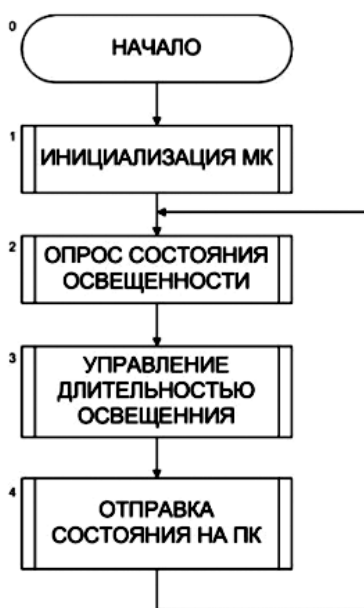 0
НАЧАЛО
1
ИНИЦИАЛИЗАЦИЯ МК
2
ОПРОС СОСТОЯНИЯ
ОСВЕЩЕННОСТИ
3
УПРАВЛЕНИЕ
ДЛИТЕЛЬНОСТЬЮ
ОСВЕЩЕННИЯ
4
ОТПРАВКА
СОСТОЯНИЯ НА ПК